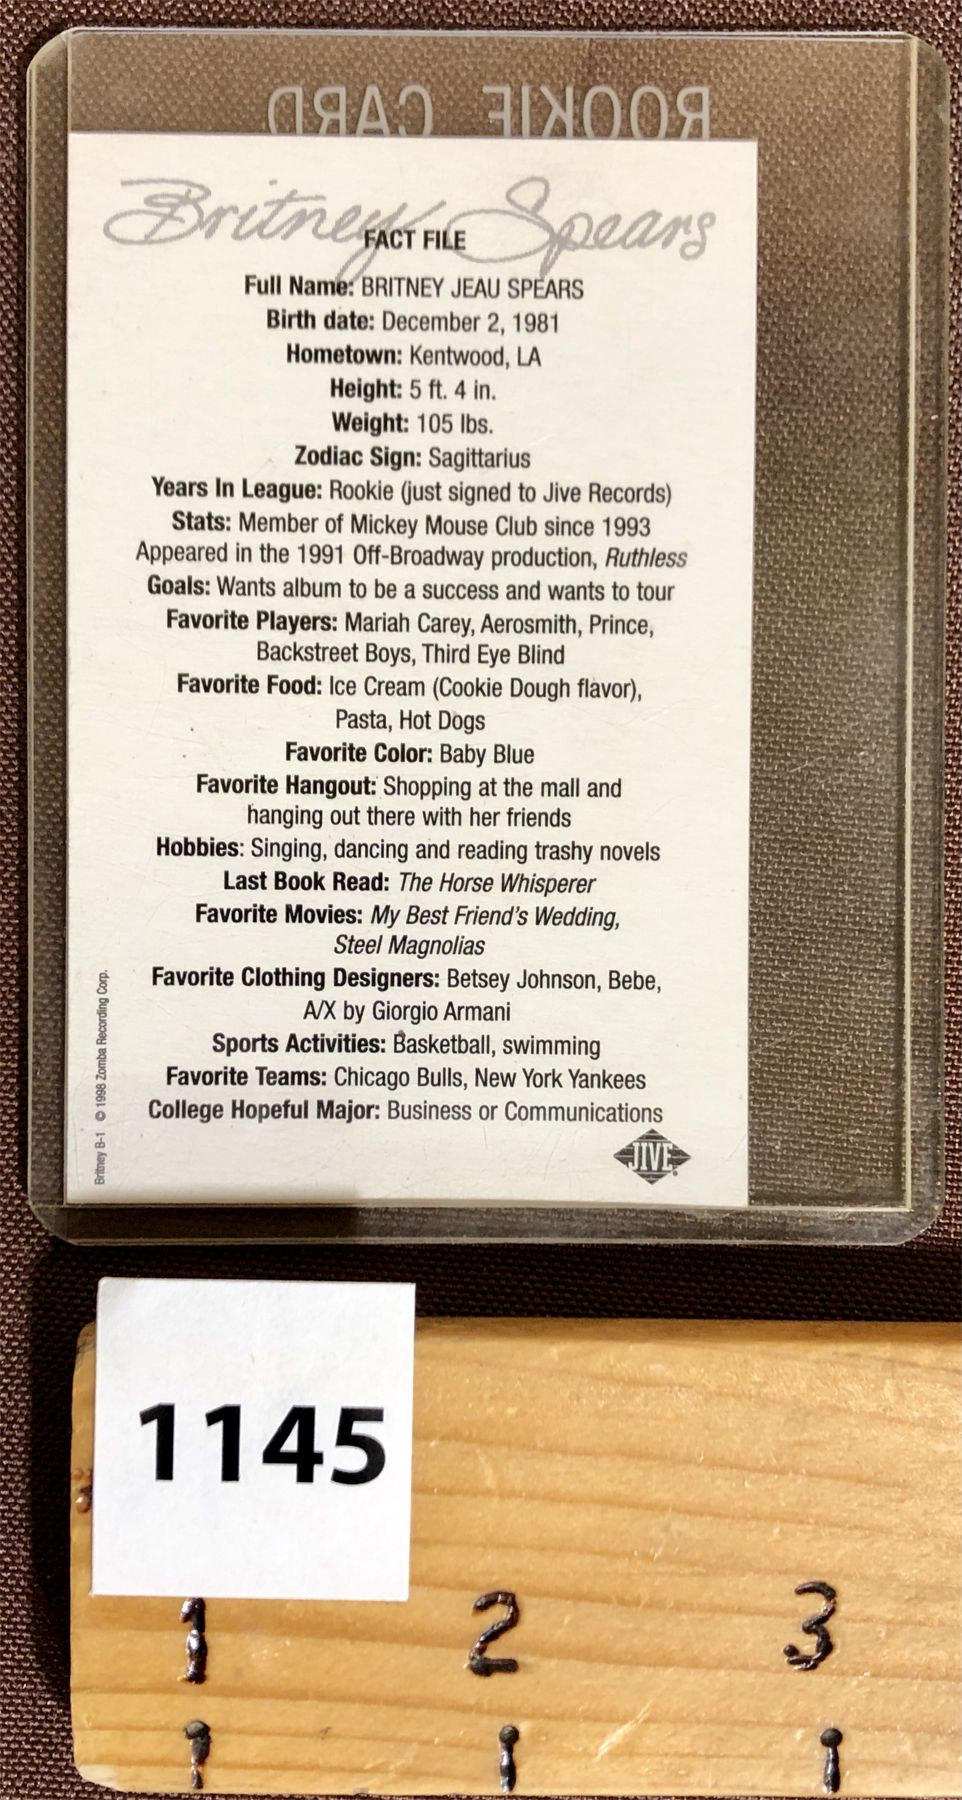 ROOKIE CARD
Britney Spears
FACT FILE
Full Name: BRITNEY JEAU SPEARS
Birth date: December 2, 1981
Hometown: Kentwood, LA
Height: 5 ft. 4 in.
Weight: 105 lbs.
Zodiac Sign: Sagittarius
Years In League: Rookie (just signed to Jive Records)
Stats: Member of Mickey Mouse Club since 1993
Appeared in the 1991 Off-Broadway production, Ruthless
Goals: Wants album to be a success and wants to tour
Favorite Players: Mariah Carey, Aerosmith, Prince,
Backstreet Boys, Third Eye Blind
Favorite Food: Ice Cream (Cookie Dough flavor),
Pasta, Hot Dogs
Favorite Color: Baby Blue
Favorite Hangout: Shopping at the mall and
hanging out there with her friends
Hobbies: Singing, dancing and reading trashy novels
Last Book Read: The Horse Whisperer
Favorite Movies: My Best Friend's Wedding,
Steel Magnolias
Favorite Clothing Designers: Betsey Johnson, Bebe,
A/X by Giorgio Armani
Sports Activities: Basketball, swimming
Favorite Teams: Chicago Bulls, New York Yankees
College Hopeful Major: Business or Communications
Britney B-1 © 1998 Zomba Recording Corp.
JIVE
1145
1 2 3